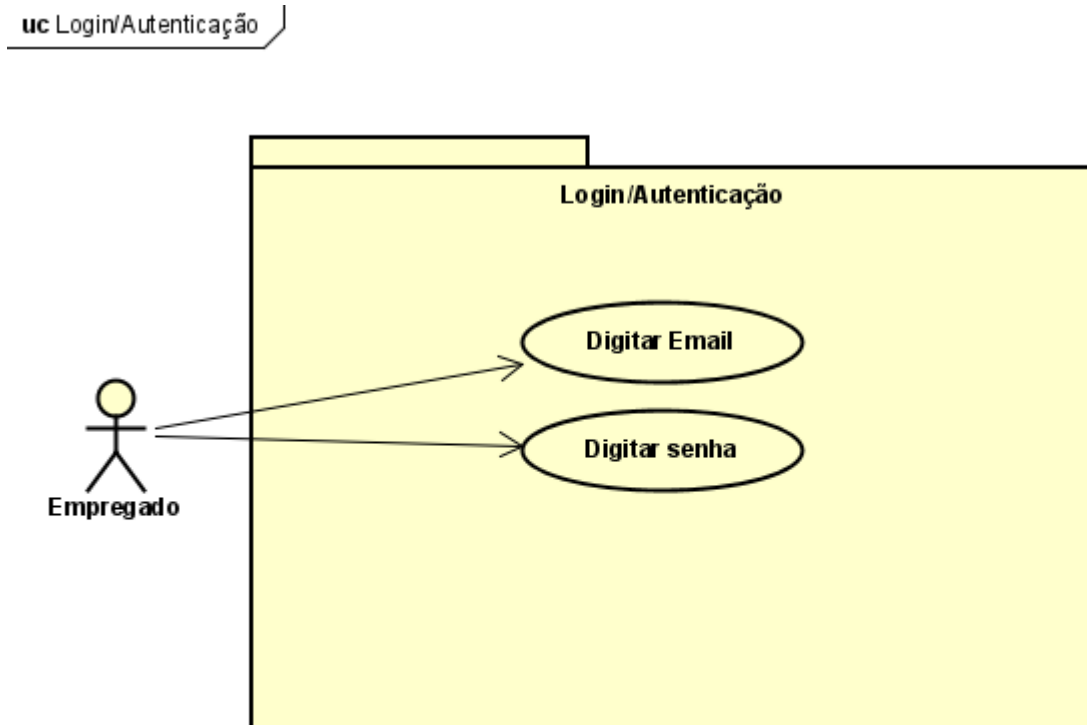 uc Login/Autenticação
Login/Autenticação
Digitar Email
Digitar senha
Empregado